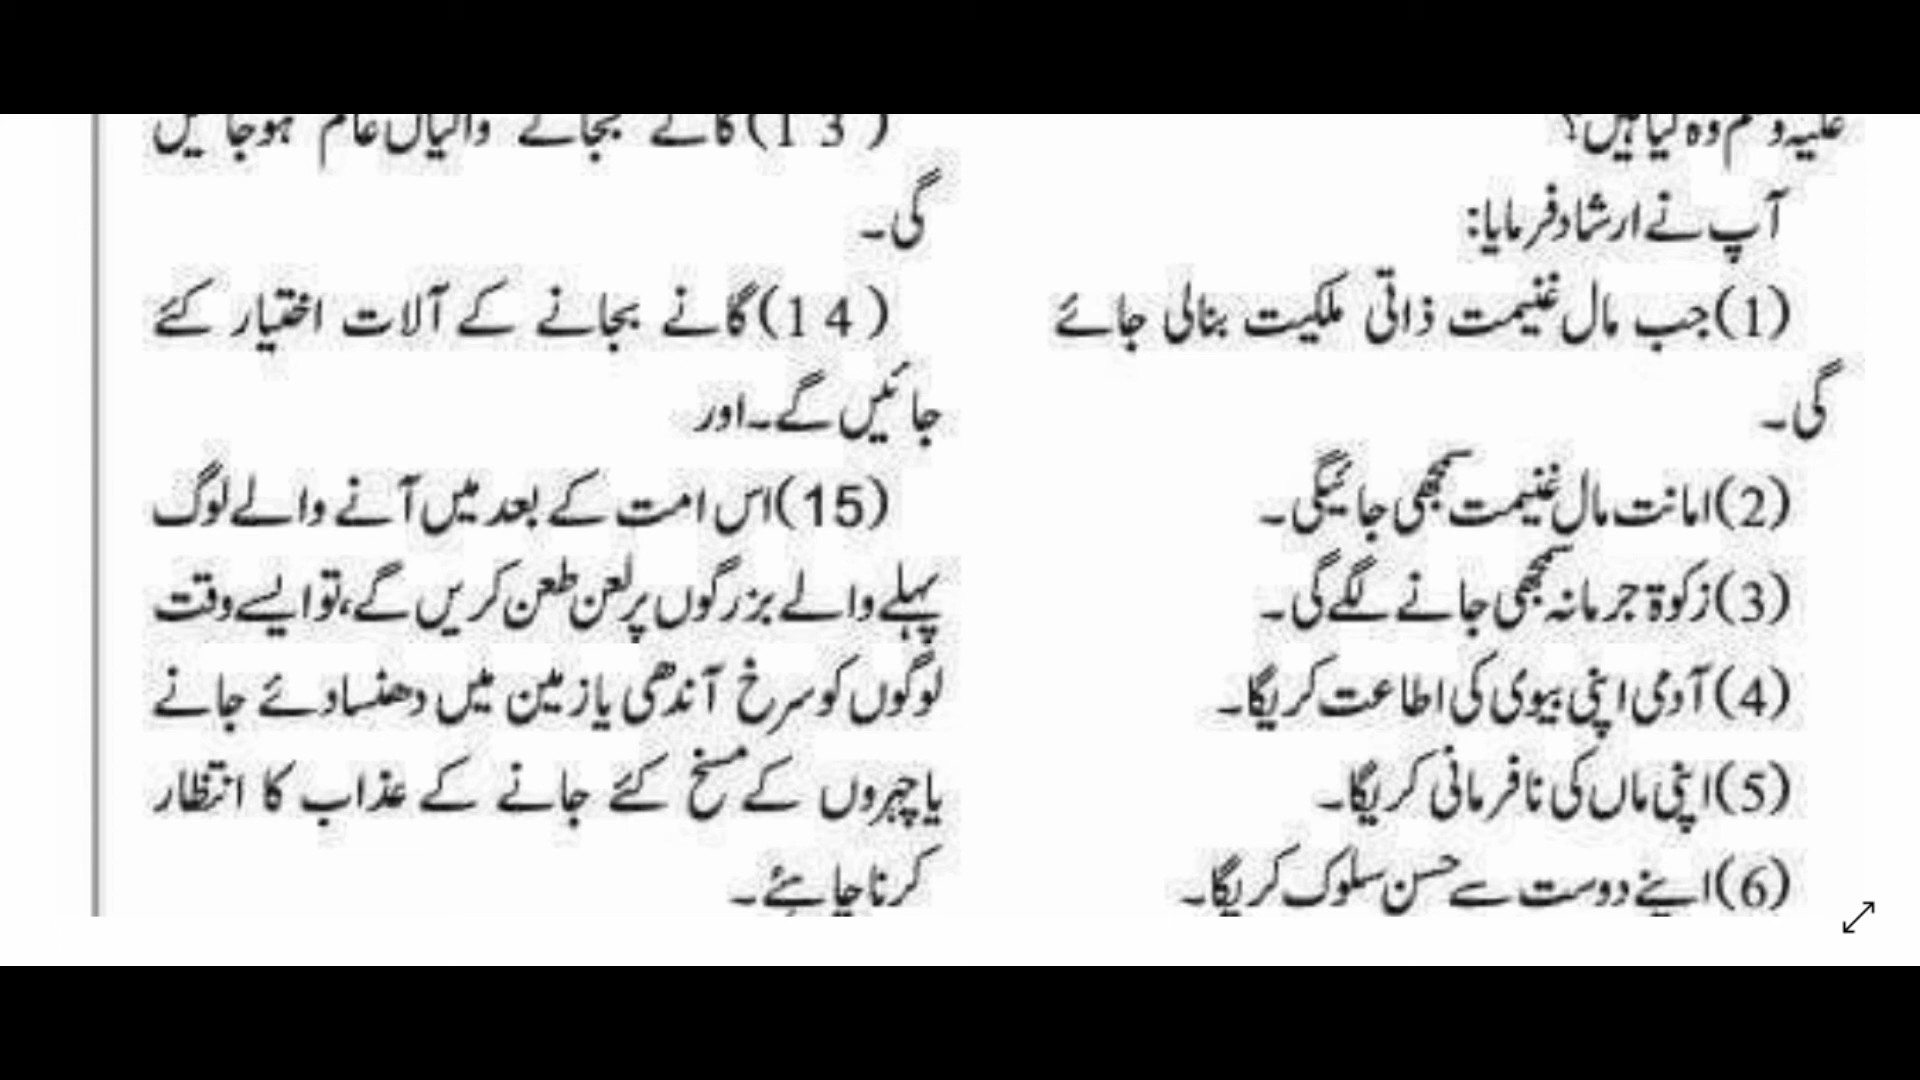 علیہ وسلم وہ کیا ہیں؟
آپ نے ارشاد فرمایا:
(1) جب مال غنیمت ذاتی ملکیت بنالی جائے
گی۔
(2) امانت مال غنیمت سمجھی جائیگی۔
(3) زکوۃ جرمانہ سمجھی جانے لگے گی۔
(4) آدمی اپنی بیوی کی اطاعت کریگا۔
(5) اپنی ماں کی نافرمانی کریگا۔
(6) اپنے دوست سے حسن سلوک کریگا۔
(13) گانے بجانے والیاں عام ہوجائیں
گی۔
(14) گانے بجانے کے آلات اختیار کئے
جائیں گے۔ اور
(15) اس امت کے بعد میں آنے والے لوگ
پہلے والے بزرگوں پر لعن طعن کریں گے، تو ایسے وقت
لوگوں کو سرخ آندھی یا زمین میں دھنسا دئے جانے
یا چہروں کے مسخ کئے جانے کے عذاب کا انتظار
کرنا چاہئے۔